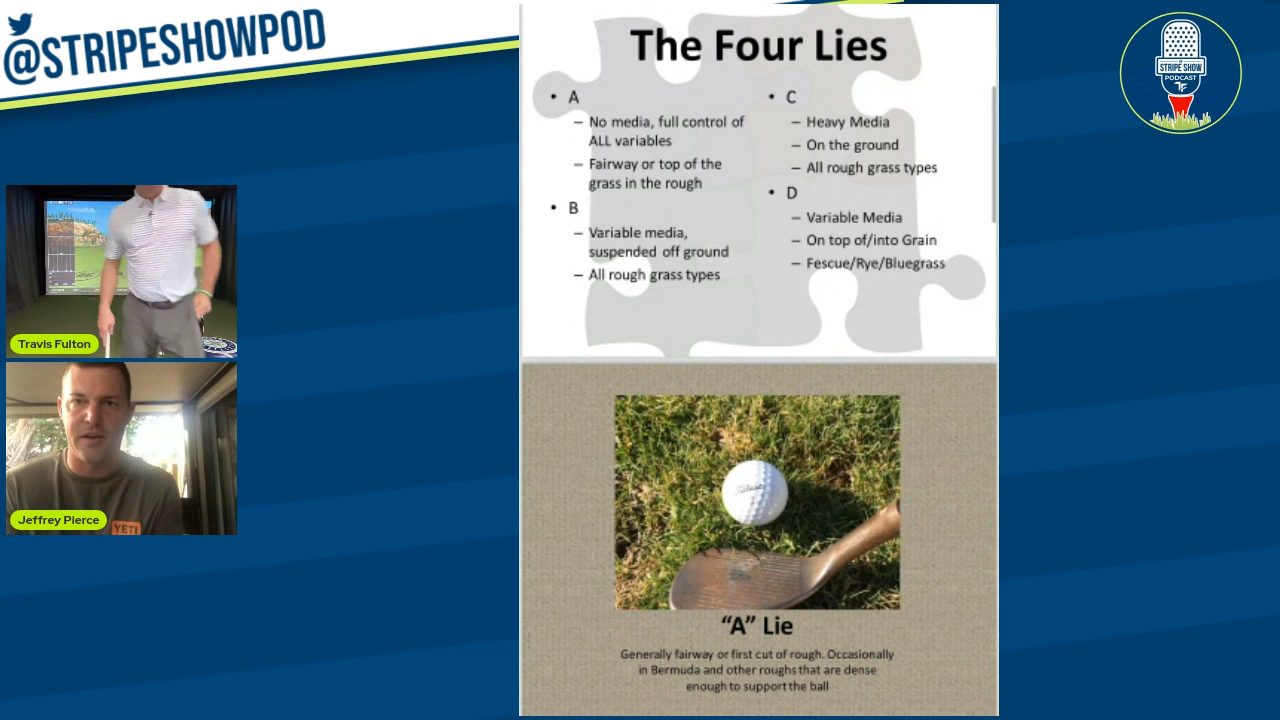 @STRIPESHOWPOD
The Four Lies
• A
– No media, full control of
ALL variables
– Fairway or top of the
grass in the rough
• B
– Variable media,
suspended off ground
– All rough grass types
• C
– Heavy Media
– On the ground
– All rough grass types
• D
– Variable Media
– On top of/into Grain
– Fescue/Rye/Bluegrass
STRIPE SHOW
PODCAST
Travis Fulton
Jeffrey Pierce
YETI
Titleist
“A” Lie
Generally fairway or first cut of rough. Occasionally
in Bermuda and other roughs that are dense
enough to support the ball